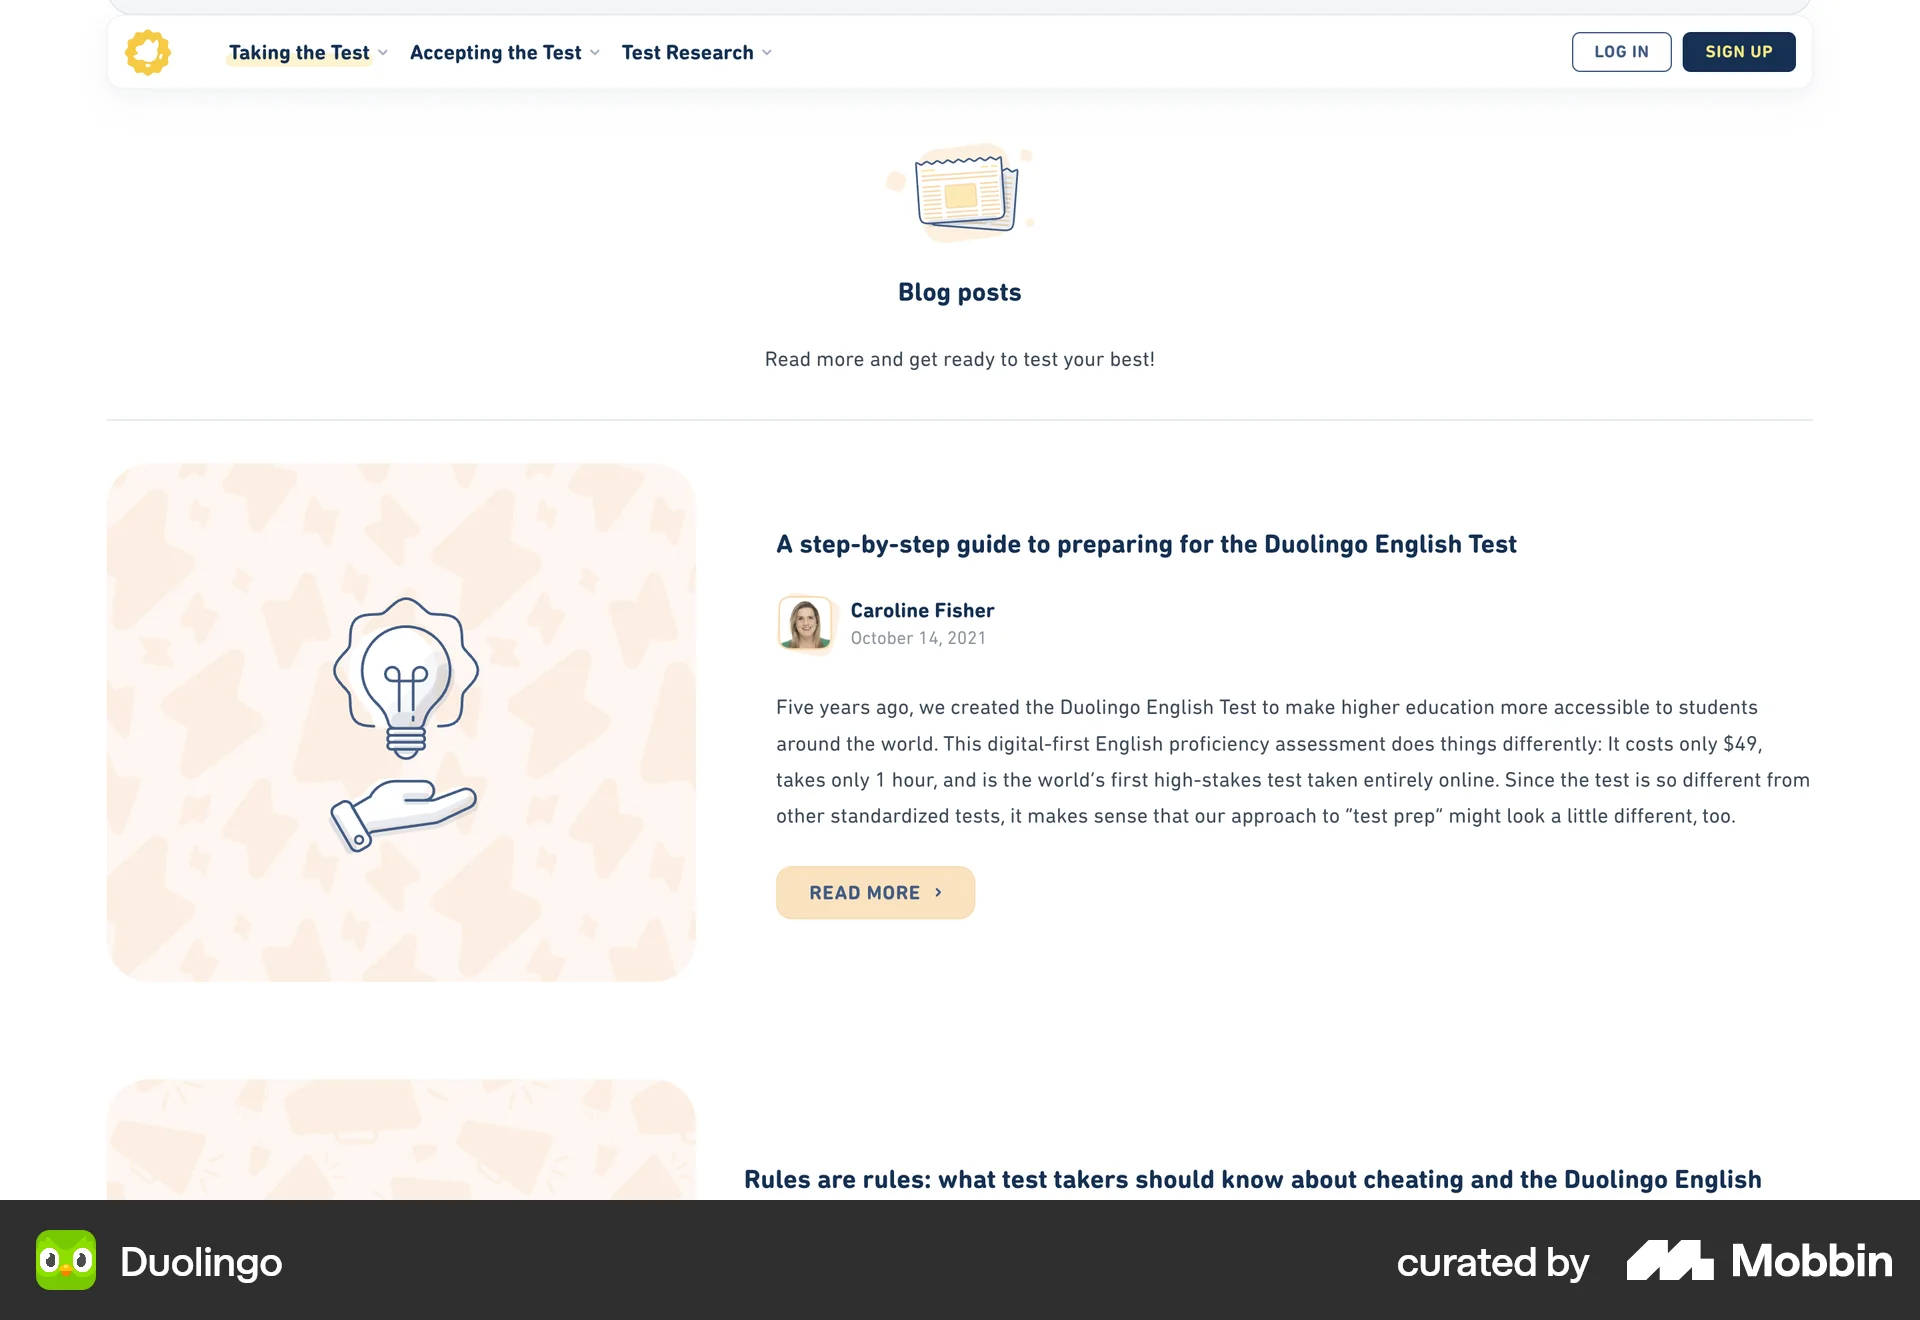 Taking the Test
Accepting the Test
Test Research
LOG IN
SIGN UP
Blog posts
Read more and get ready to test your best!
A step-by-step guide to preparing for the Duolingo English Test
Caroline Fisher
October 14, 2021
Five years ago, we created the Duolingo English Test to make higher education more accessible to students
around the world. This digital-first English proficiency assessment does things differently: It costs only $49,
takes only 1 hour, and is the world’s first high-stakes test taken entirely online. Since the test is so different from
other standardized tests, it makes sense that our approach to “test prep” might look a little different, too.
READ MORE
Rules are rules: what test takers should know about cheating and the Duolingo English
Duolingo
curated by
Mobbin